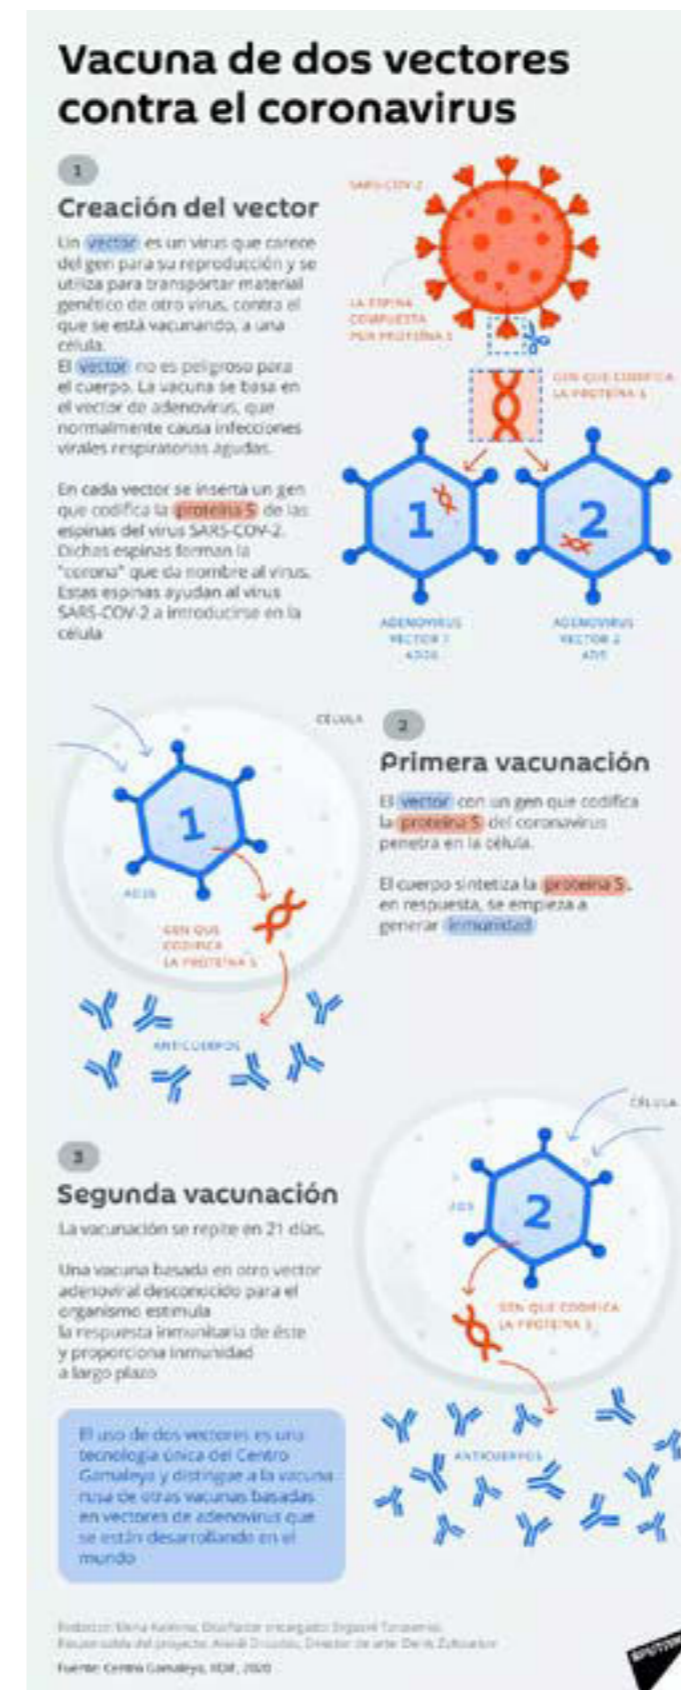 Vacuna de dos vectores
contra el coronavirus
1
Creación del vector
Un vector es un virus que carece
del gen para su reproducción y se
utiliza para transportar material
genético de otro virus, contra el
que se está vacunando, a una
célula.
El vector no es peligroso para
el cuerpo. La vacuna se basa en
el vector de adenovirus, que
normalmente causa infecciones
virales respiratorias agudas.
En cada vector se inserta un gen
que codifica la proteína S de las
espinas del virus SARS-COV-2.
Dichas espinas forman la
"corona" que da nombre al virus.
Estas espinas ayudan al virus
SARS-COV-2 a introducirse en la
célula
SARS-COV-2
LA ESPINA
COMPUESTA
POR PROTEÍNA S
GEN QUE CODIFICA
LA PROTEÍNA S
1
2
ADENOVIRUS
VECTOR 1
AD26
ADENOVIRUS
VECTOR 2
AD5
CÉLULA
1
AD26
GEN QUE
CODIFICA
LA PROTEÍNA S
ANTICUERPOS
2
Primera vacunación
El vector con un gen que codifica
la proteína S del coronavirus
penetra en la célula.
El cuerpo sintetiza la proteína S,
en respuesta, se empieza a
generar inmunidad
3
Segunda vacunación
La vacunación se repite en 21 días.
Una vacuna basada en otro vector
adenoviral desconocido para el
organismo estimula
la respuesta inmunitaria de éste
y proporciona inmunidad
a largo plazo
CÉLULA
2
AD5
GEN QUE CODIFICA
LA PROTEÍNA S
ANTICUERPOS
El uso de dos vectores es una
tecnología única del Centro
Gamaleya y distingue a la vacuna
rusa de otras vacunas basadas
en vectores de adenovirus que
se están desarrollando en el
mundo
Redactor: Elena Diseñador encargado:
Responsable del proyecto: Director de arte: Denis
Fuente: Centro Gamaleya, RDIF, 2020
SPUTNIK